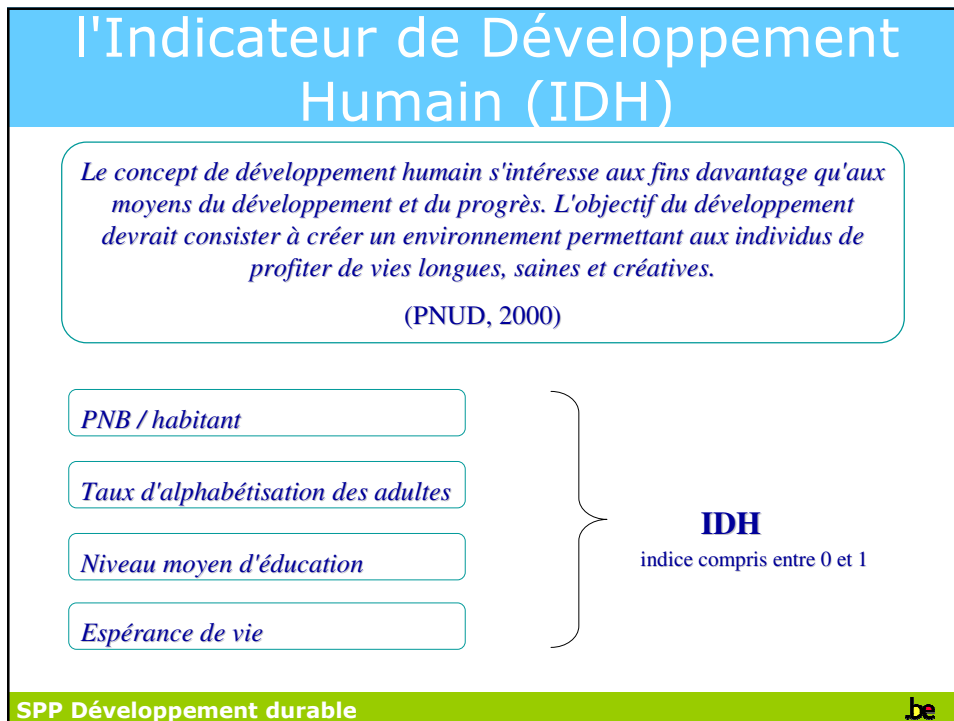 l'Indicateur de Développement
Humain (IDH)
Le concept de développement humain s'intéresse aux fins davantage qu'aux
moyens du développement et du progrès. L'objectif du développement
devrait consister à créer un environnement permettant aux individus de
profiter de vies longues, saines et créatives.
(PNUD, 2000)
PNB / habitant
Taux d'alphabétisation des adultes
Niveau moyen d'éducation
Espérance de vie
IDH
indice compris entre 0 et 1
SPP Développement durable
.be